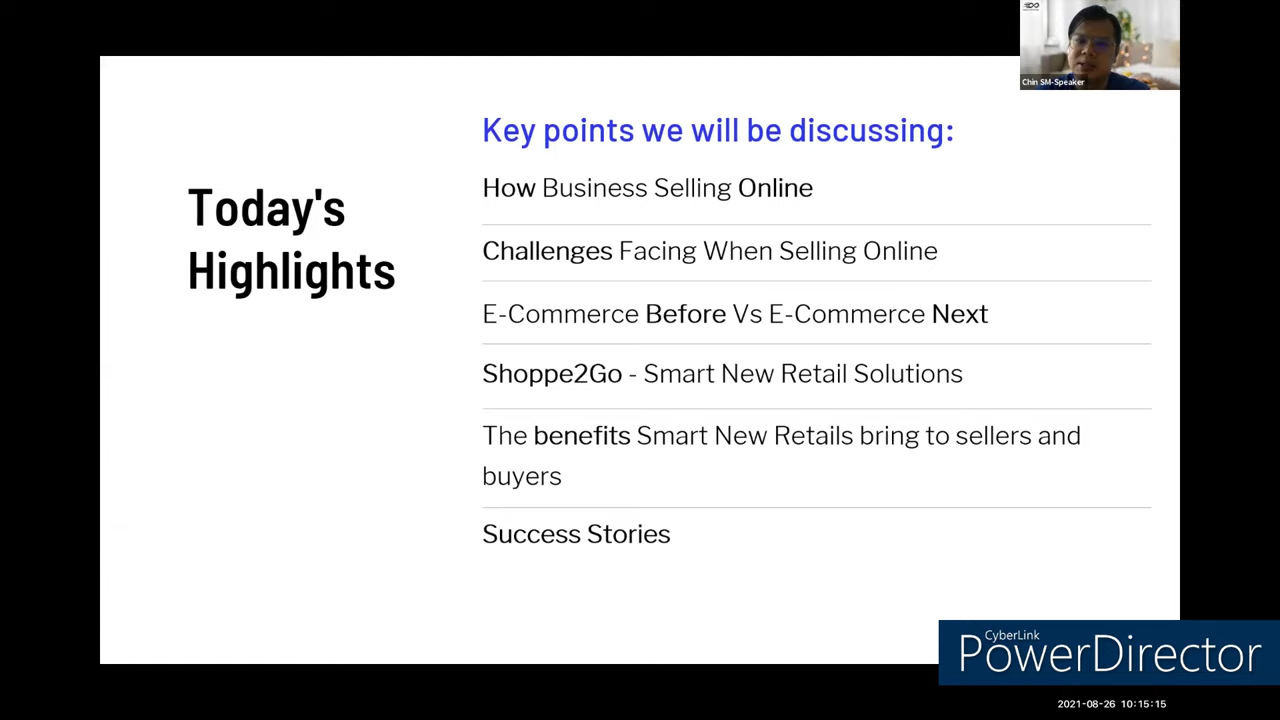 Today's
Highlights
Key points we will be discussing:
How Business Selling Online
Challenges Facing When Selling Online
E-Commerce Before Vs E-Commerce Next
Shoppe2Go - Smart New Retail Solutions
The benefits Smart New Retails bring to sellers and
buyers
Success Stories
Chin SM-Speaker
CyberLink
PowerDirector
2021-08-26 10:15:15